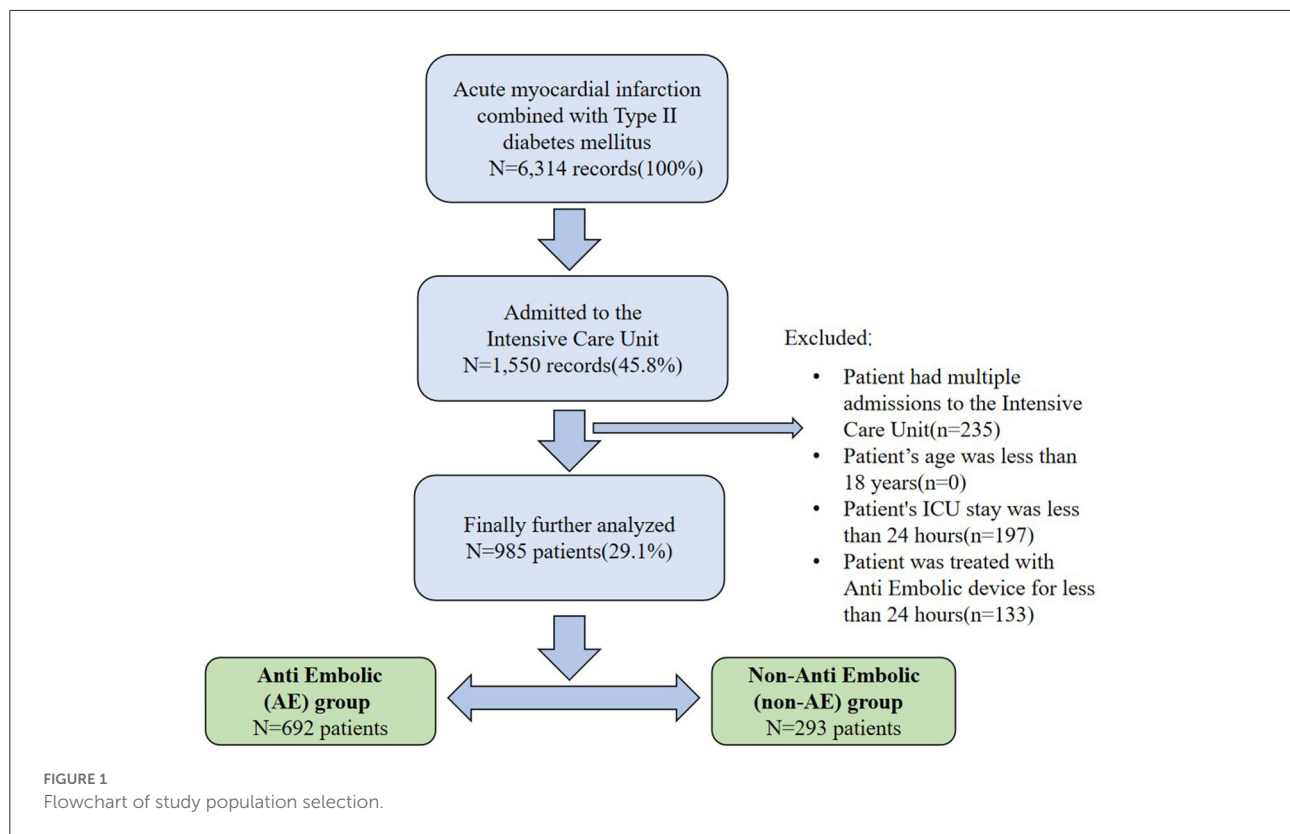 Acute myocardial infarction
combined with Type II
diabetes mellitus
N=6,314 records(100%)
Admitted to the
Intensive Care Unit
N=1,550 records(45.8%)
Excluded:
• Patient had multiple
admissions to the Intensive
Care Unit(n=235)
• Patient’s age was less than
18 years(n=0)
• Patient's ICU stay was less
than 24 hours(n=197)
• Patient was treated with
Anti Embolic device for less
than 24 hours(n=133)
Finally further analyzed
N=985 patients(29.1%)
Anti Embolic
(AE) group
N=692 patients
Non-Anti Embolic
(non-AE) group
N=293 patients
FIGURE 1
Flowchart of study population selection.